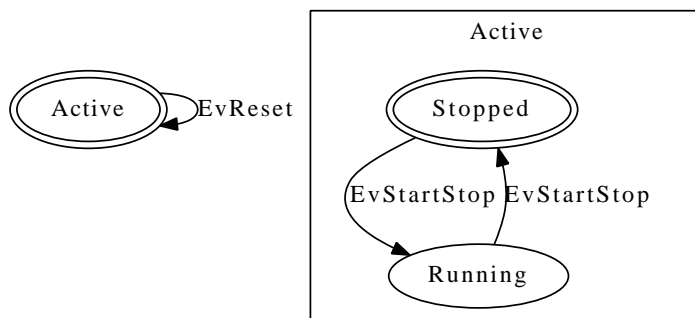 Active
Active
EvReset
Stopped
EvStartStop
EvStartStop
Running